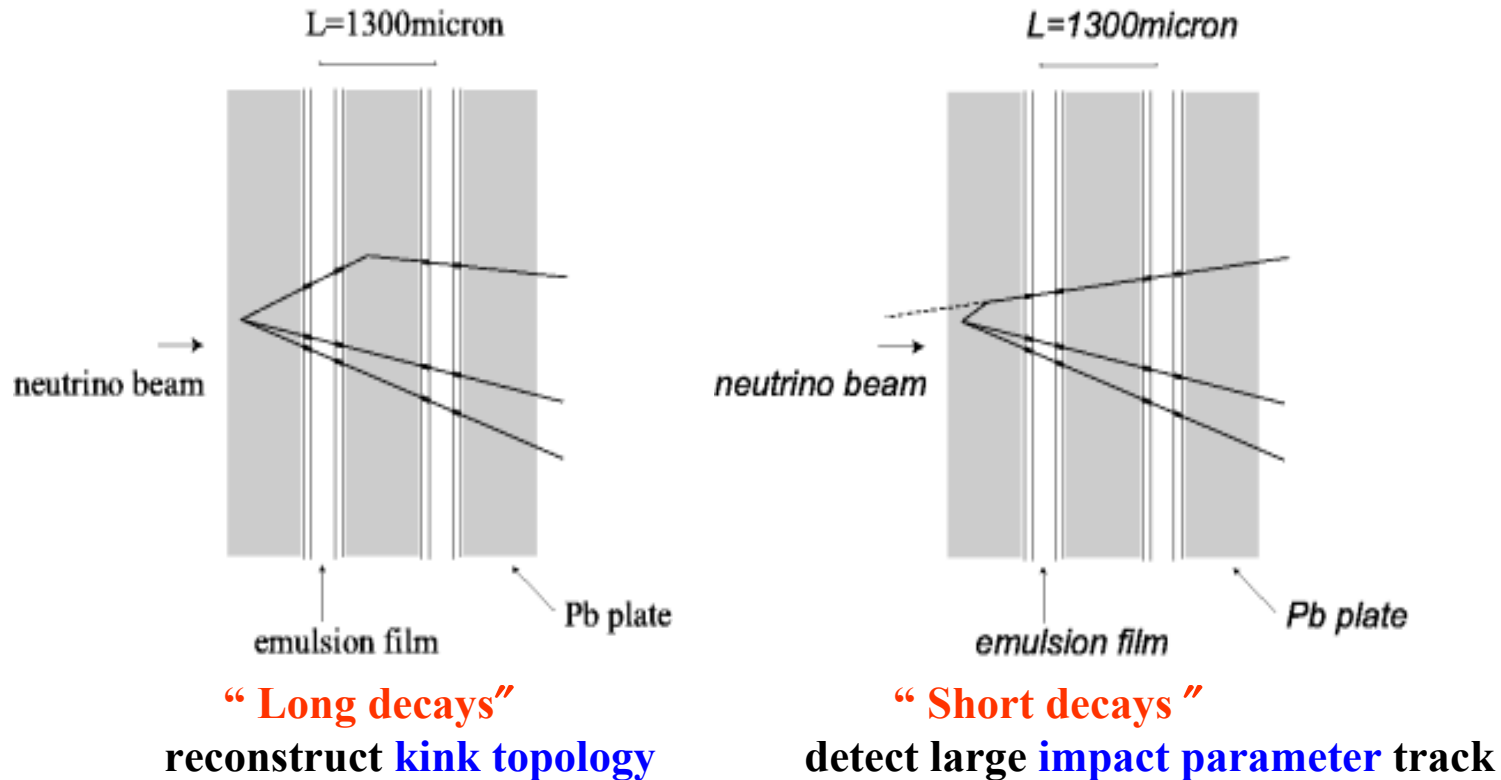 L=1300micron
neutrino beam
Pb plate
emulsion film
“ Long decays″
reconstruct kink topology
L=1300micron
neutrino beam
Pb plate
emulsion film
“ Short decays ″
detect large impact parameter track